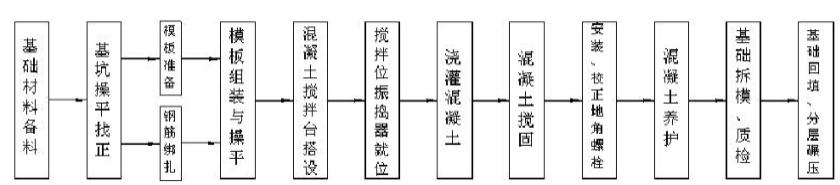 基础材料备料
基坑操平找正
模板准备
钢筋绑扎
模板组装与操平
混凝土搅拌台搭设
搅拌位振捣器就位
浇灌混凝土
混凝土搅固
安装、校正地角螺栓
混凝土养护
基础拆模、质检
基础回填、分层碾压